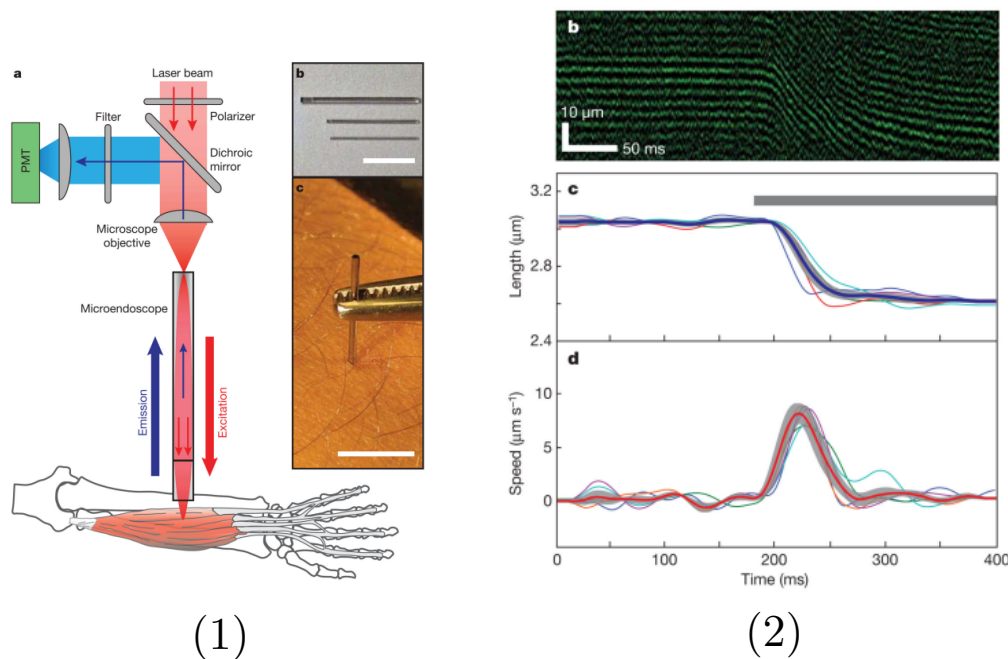 a
Laser beam
Polarizer
Filter
PMT
Dichroic
mirror
Microscope
objective
Microendoscope
Emission
Excitation
b
c
(1)
b
10 μm
50 ms
c
3.2
2.8
2.4
Length (μm)
d
10
5
0
Speed (μm s⁻¹)
0
100
200
300
400
Time (ms)
(2)